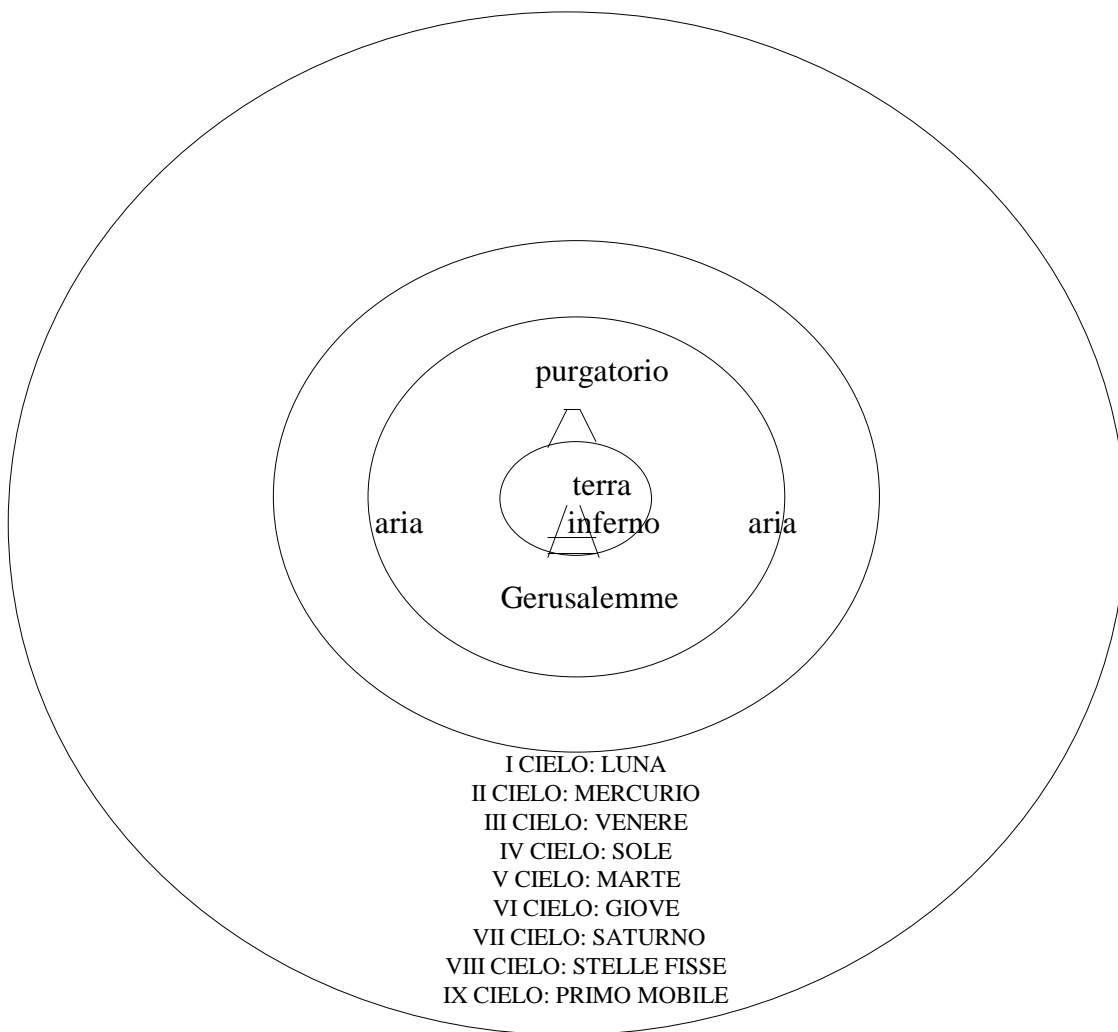 purgatorio
terra
aria inferno aria
Gerusalemme
I CIELO: LUNA
II CIELO: MERCURIO
III CIELO: VENERE
IV CIELO: SOLE
V CIELO: MARTE
VI CIELO: GIOVE
VII CIELO: SATURNO
VIII CIELO: STELLE FISSE
IX CIELO: PRIMO MOBILE